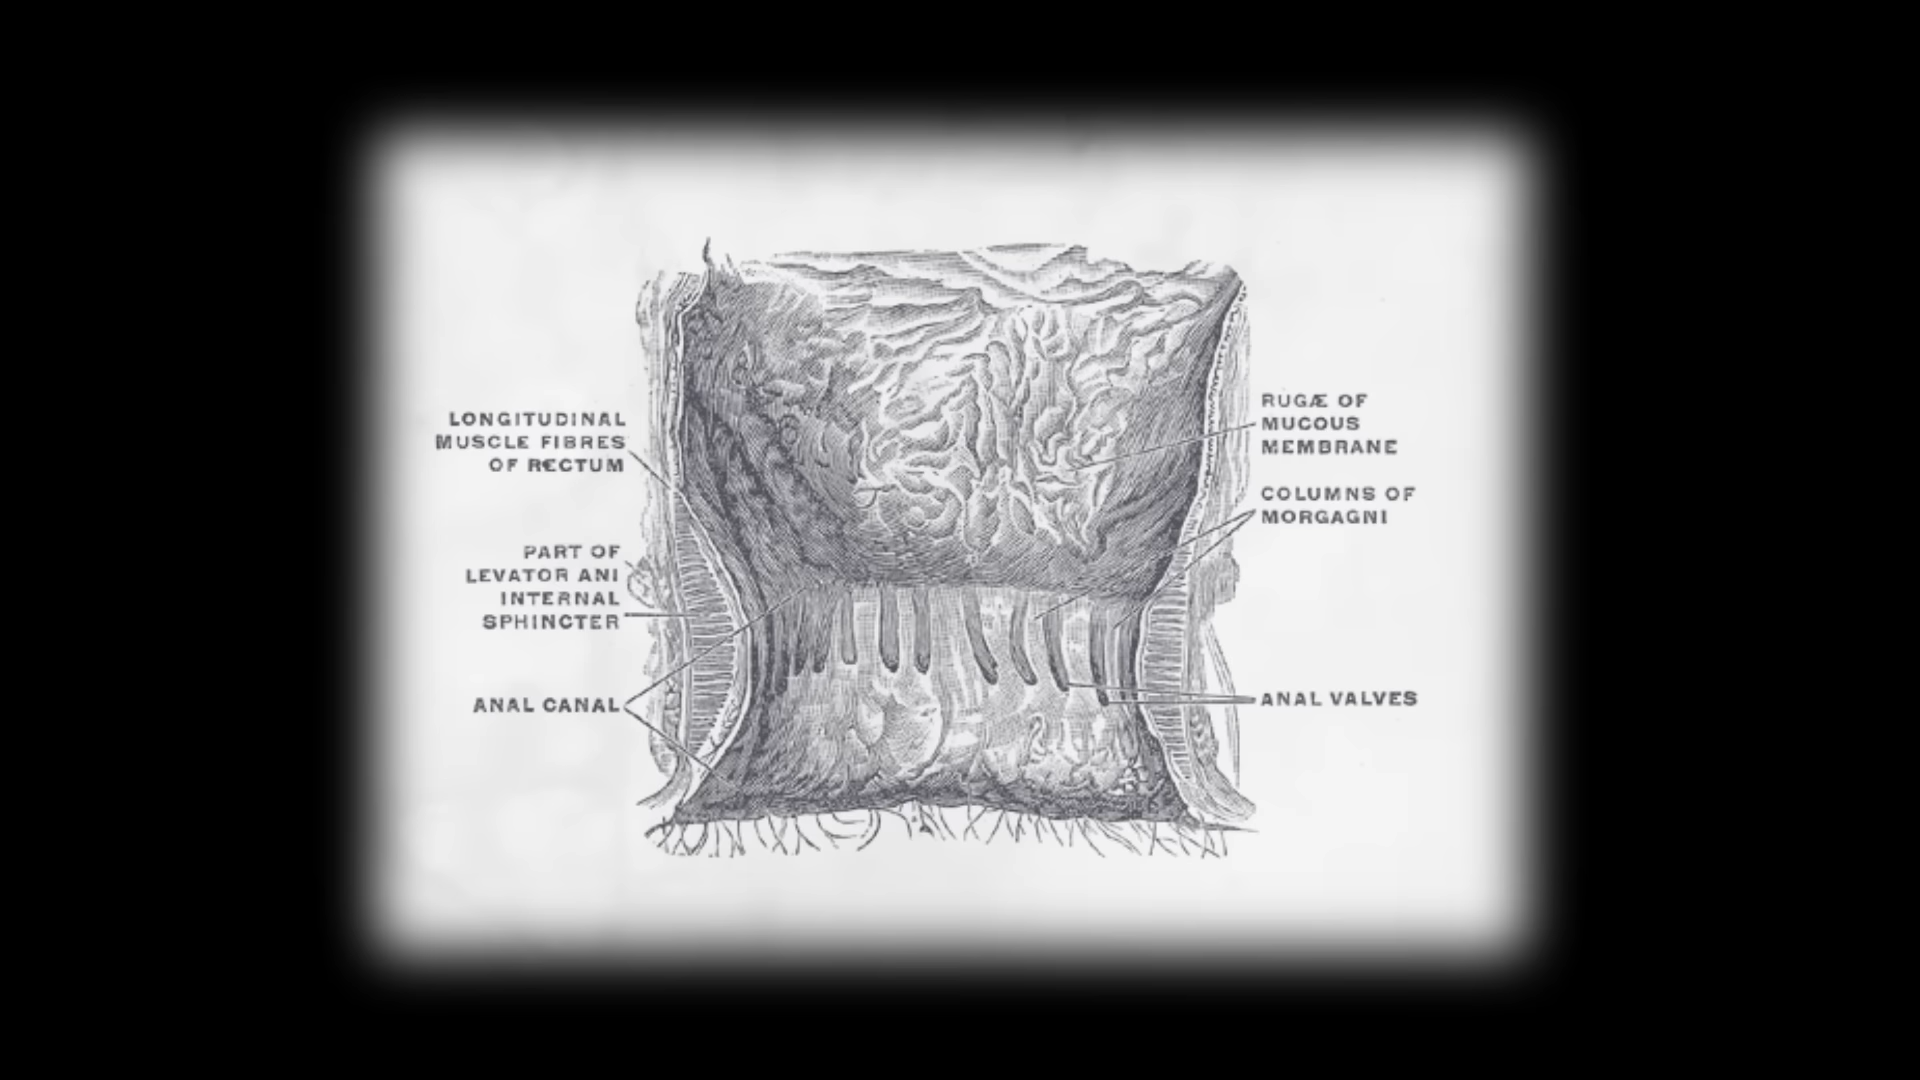 LONGITUDINAL
MUSCLE FIBRES
OF RECTUM
PART OF
LEVATOR ANI
INTERNAL
SPHINCTER
ANAL CANAL
RUGÆ OF
MUCOUS
MEMBRANE
COLUMNS OF
MORGAGNI
ANAL VALVES